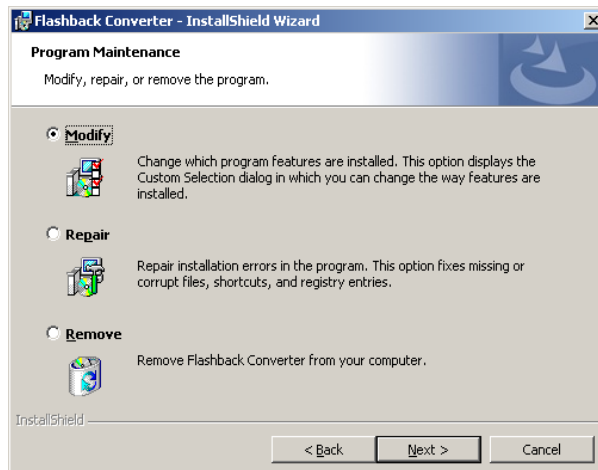 Flashback Converter - InstallShield Wizard
Program Maintenance
Modify, repair, or remove the program.
Modify
Change which program features are installed. This option displays the
Custom Selection dialog in which you can change the way features are
installed.
Repair
Repair installation errors in the program. This option fixes missing or
corrupt files, shortcuts, and registry entries.
Remove
Remove Flashback Converter from your computer.
InstallShield
< Back
Next >
Cancel